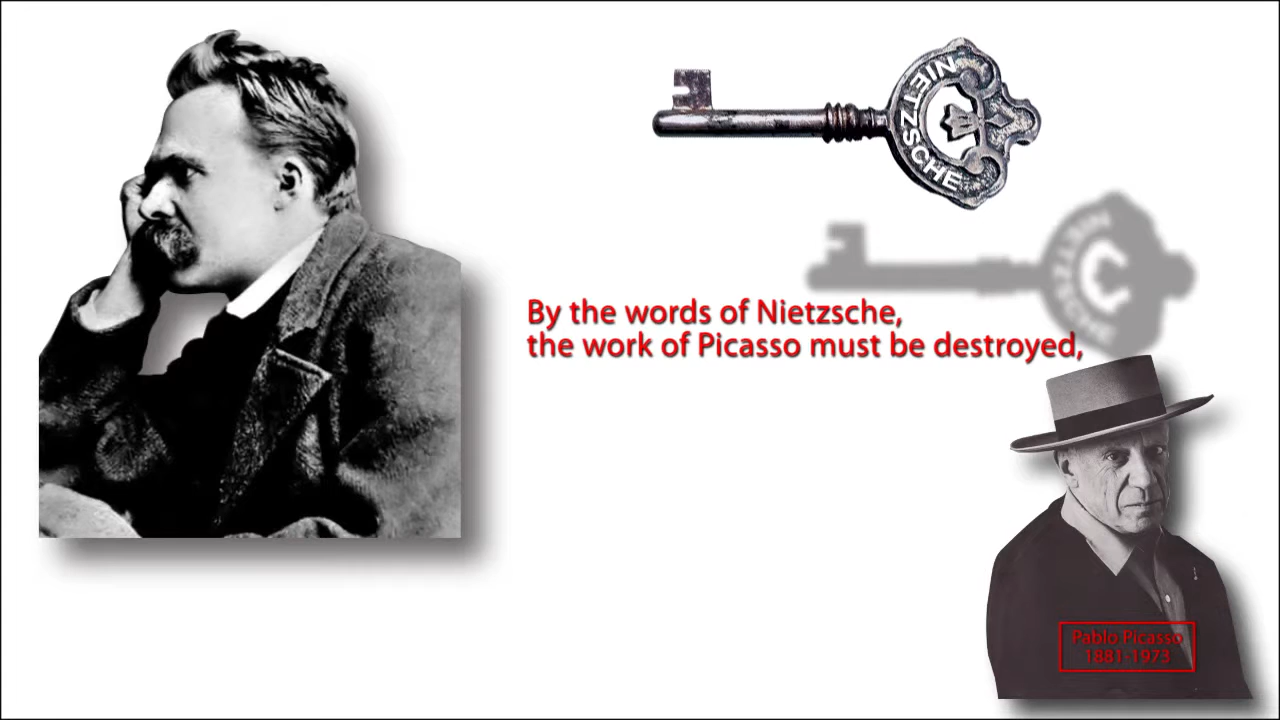 NIETZSCHE
By the words of Nietzsche,
the work of Picasso must be destroyed,
Pablo Picasso
1881-1973